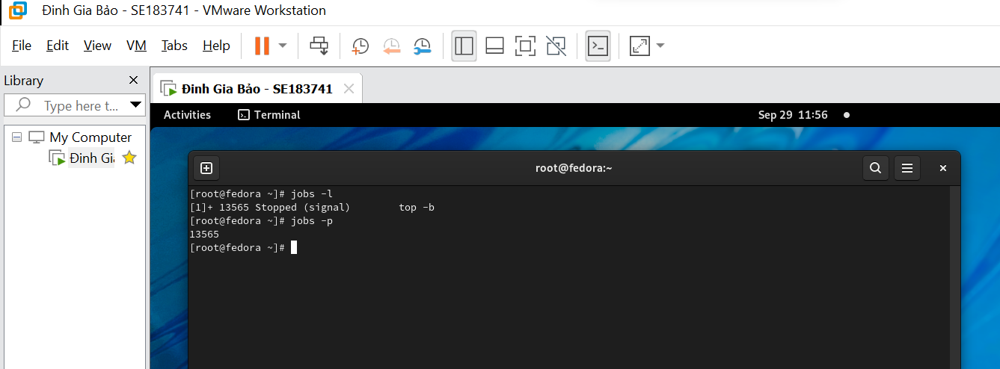 Đinh Gia Bảo - SE183741 - VMware Workstation
File Edit View VM Tabs Help
Library
Type here t...
My Computer
Đinh Gi
Đinh Gia Bảo - SE183741
Activities Terminal Sep 29 11:56
root@fedora:~
[root@fedora ~]# jobs -l
[1]+ 13565 Stopped (signal) top -b
[root@fedora ~]# jobs -p
13565
[root@fedora ~]#